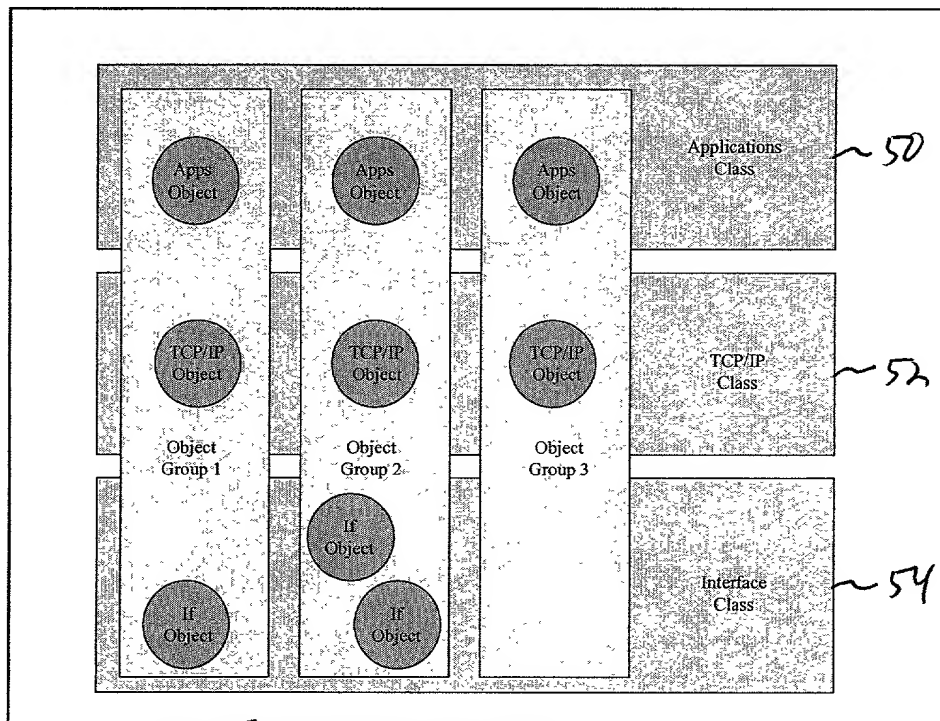 Apps
Object
Apps
Object
Apps
Object
Applications
Class
50
TCP/IP
Object
TCP/IP
Object
TCP/IP
Object
TCP/IP
Class
52
Object
Group 1
Object
Group 2
Object
Group 3
If
Object
If
Object
If
Object
Interface
Class
54